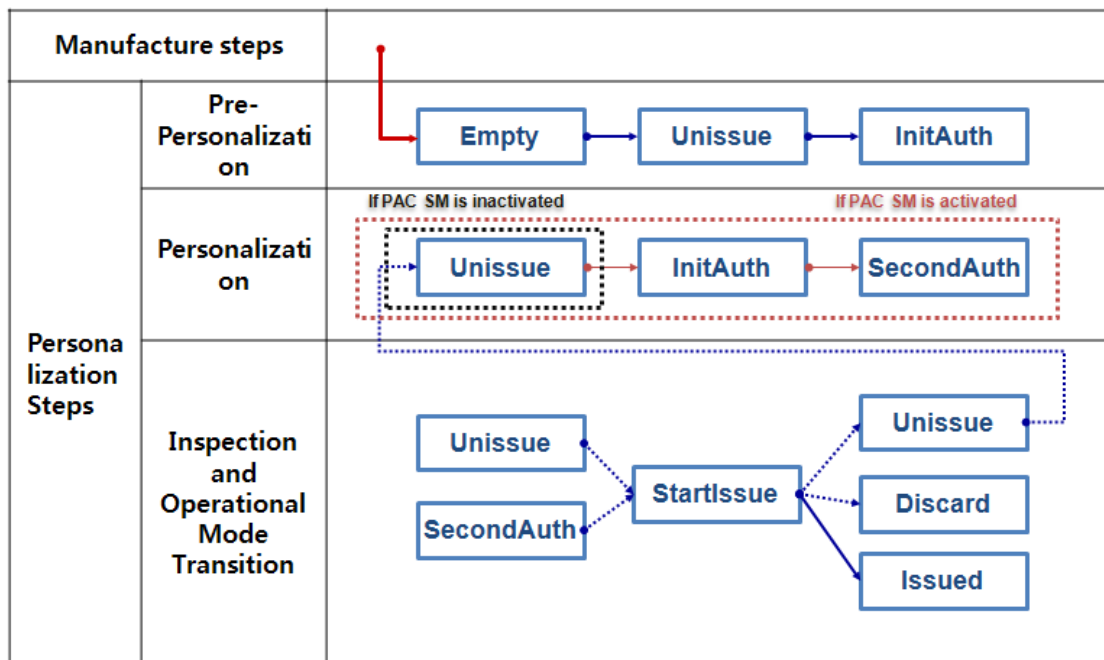 Manufacture steps
Pre-
Personalizati
on
Empty
Unissue
InitAuth
If PAC SM is inactivated
If PAC SM is activated
Personalizati
on
Unissue
InitAuth
SecondAuth
Persona
lization
Steps
Inspection
and
Operational
Mode
Transition
Unissue
SecondAuth
StartIssue
Unissue
Discard
Issued